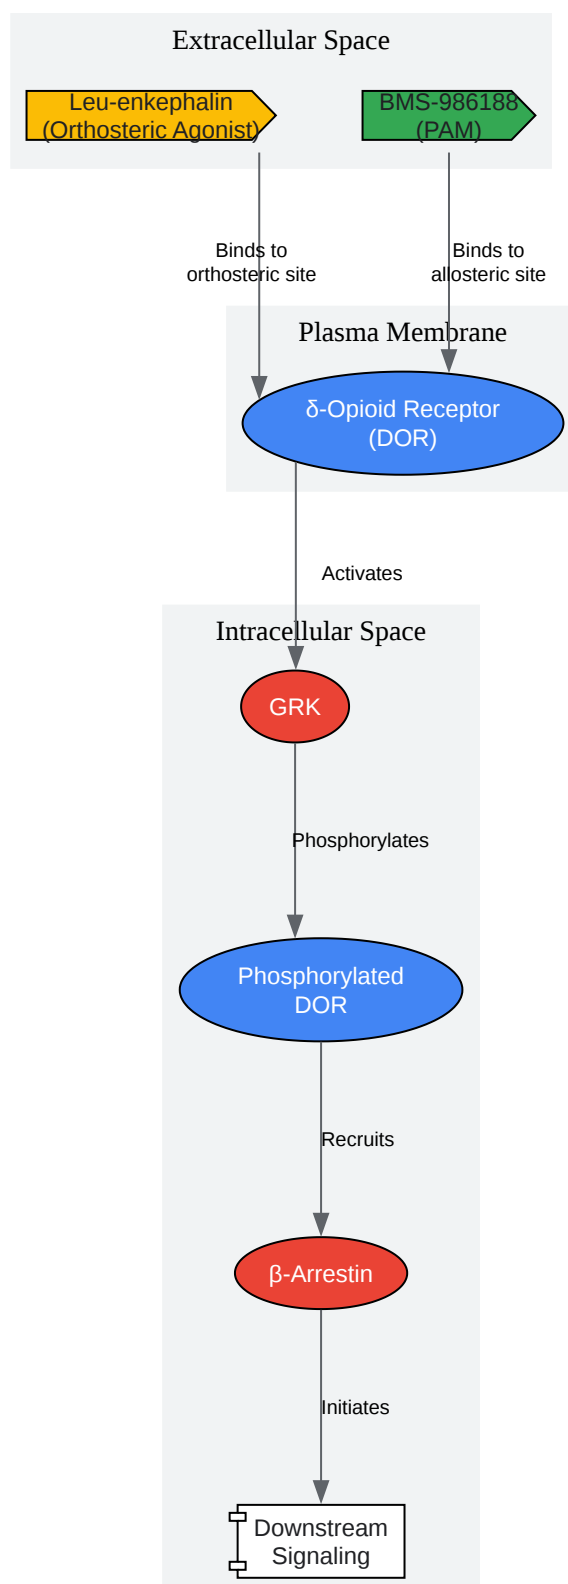 Extracellular Space
Leu-enkephalin
(Orthosteric Agonist)
BMS-986188
(PAM)
Binds to
orthosteric site
Binds to
allosteric site
Plasma Membrane
δ-Opioid Receptor
(DOR)
Activates
Intracellular Space
GRK
Phosphorylates
Phosphorylated
DOR
Recruits
β-Arrestin
Initiates
Downstream
Signaling